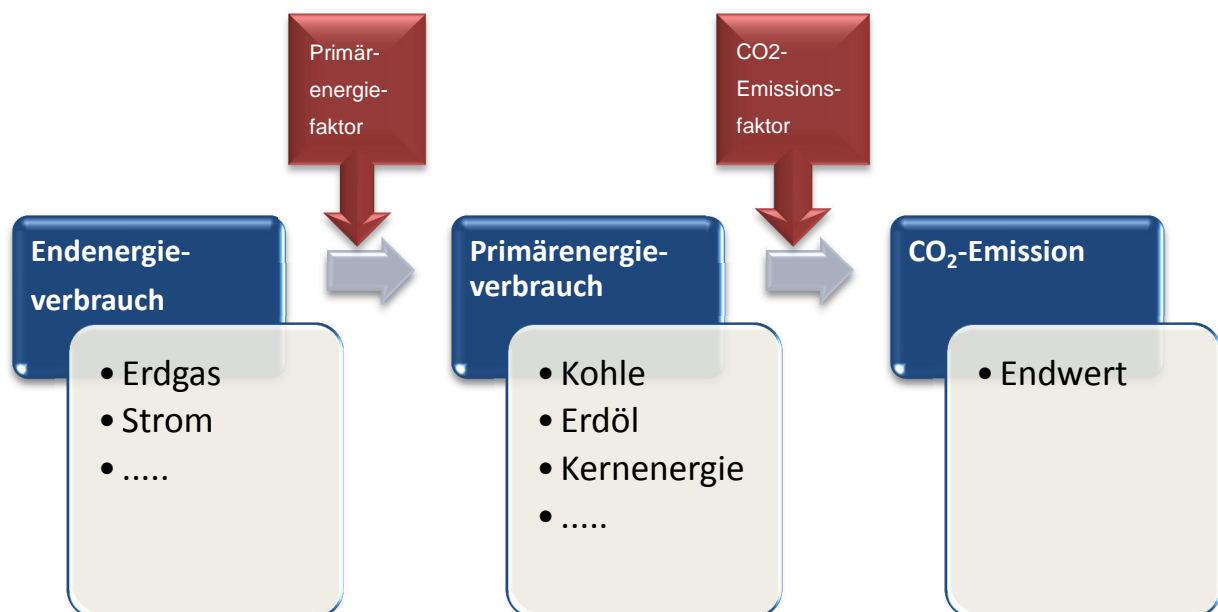 Primär-
energie-
faktor
CO2-
Emissions-
faktor
Endenergie-
verbrauch
• Erdgas
• Strom
• .....
Primärenergie-
verbrauch
• Kohle
• Erdöl
• Kernenergie
• .....
CO₂-Emission
• Endwert